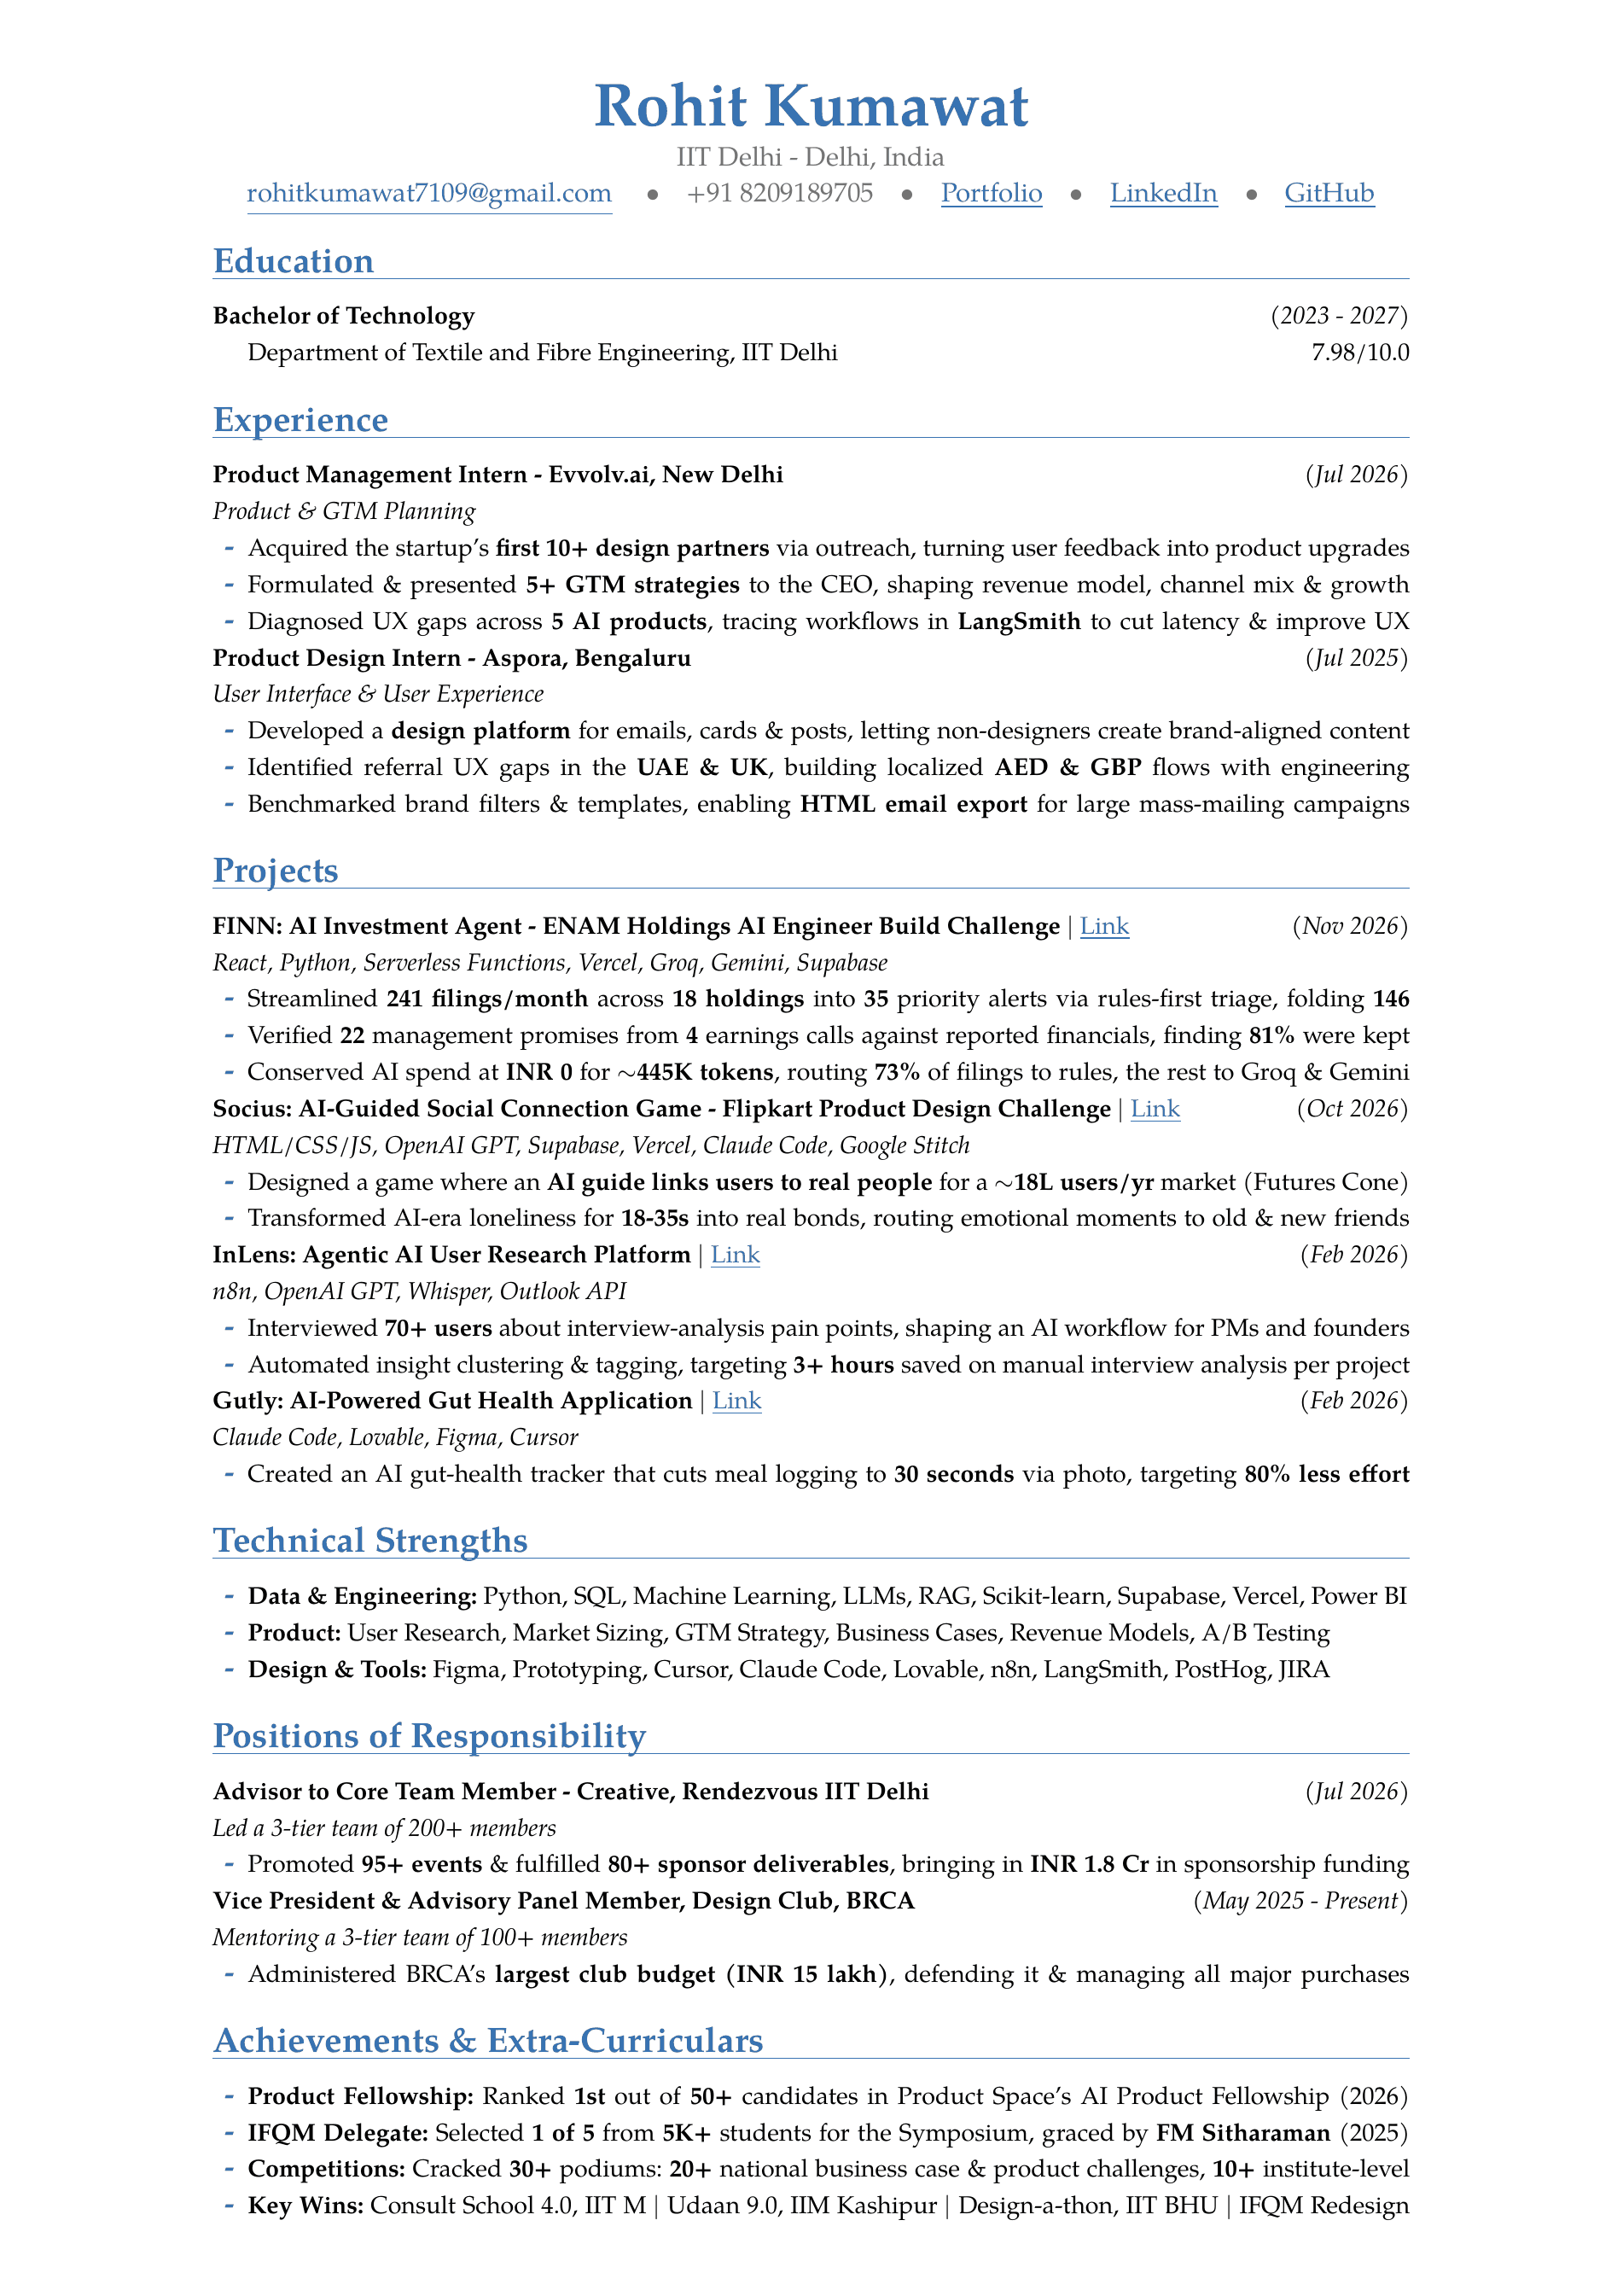 Rohit Kumawat
IIT Delhi - Delhi, India
rohitkumawat7109@gmail.com • +91 8209189705 • Portfolio • LinkedIn • GitHub
Education
Bachelor of Technology (2023 - 2027)
Department of Textile and Fibre Engineering, IIT Delhi 7.98/10.0
Experience
Product Management Intern - Evvolv.ai, New Delhi (Jul 2026)
Product & GTM Planning
- Acquired the startup's first 10+ design partners via outreach, turning user feedback into product upgrades
- Formulated & presented 5+ GTM strategies to the CEO, shaping revenue model, channel mix & growth
- Diagnosed UX gaps across 5 AI products, tracing workflows in LangSmith to cut latency & improve UX
Product Design Intern - Aspora, Bengaluru (Jul 2025)
User Interface & User Experience
- Developed a design platform for emails, cards & posts, letting non-designers create brand-aligned content
- Identified referral UX gaps in the UAE & UK, building localized AED & GBP flows with engineering
- Benchmarked brand filters & templates, enabling HTML email export for large mass-mailing campaigns
Projects
FINN: AI Investment Agent - ENAM Holdings AI Engineer Build Challenge | Link (Nov 2026)
React, Python, Serverless Functions, Vercel, Groq, Gemini, Supabase
- Streamlined 241 filings/month across 18 holdings into 35 priority alerts via rules-first triage, folding 146
- Verified 22 management promises from 4 earnings calls against reported financials, finding 81% were kept
- Conserved AI spend at INR 0 for ~445K tokens, routing 73% of filings to rules, the rest to Groq & Gemini
Socius: AI-Guided Social Connection Game - Flipkart Product Design Challenge | Link (Oct 2026)
HTML/CSS/JS, OpenAI GPT, Supabase, Vercel, Claude Code, Google Stitch
- Designed a game where an AI guide links users to real people for a ~18L users/yr market (Futures Cone)
- Transformed AI-era loneliness for 18-35s into real bonds, routing emotional moments to old & new friends
InLens: Agentic AI User Research Platform | Link (Feb 2026)
n8n, OpenAI GPT, Whisper, Outlook API
- Interviewed 70+ users about interview-analysis pain points, shaping an AI workflow for PMs and founders
- Automated insight clustering & tagging, targeting 3+ hours saved on manual interview analysis per project
Gutly: AI-Powered Gut Health Application | Link (Feb 2026)
Claude Code, Lovable, Figma, Cursor
- Created an AI gut-health tracker that cuts meal logging to 30 seconds via photo, targeting 80% less effort
Technical Strengths
- Data & Engineering: Python, SQL, Machine Learning, LLMs, RAG, Scikit-learn, Supabase, Vercel, Power BI
- Product: User Research, Market Sizing, GTM Strategy, Business Cases, Revenue Models, A/B Testing
- Design & Tools: Figma, Prototyping, Cursor, Claude Code, Lovable, n8n, LangSmith, PostHog, JIRA
Positions of Responsibility
Advisor to Core Team Member - Creative, Rendezvous IIT Delhi (Jul 2026)
Led a 3-tier team of 200+ members
- Promoted 95+ events & fulfilled 80+ sponsor deliverables, bringing in INR 1.8 Cr in sponsorship funding
Vice President & Advisory Panel Member, Design Club, BRCA (May 2025 - Present)
Mentoring a 3-tier team of 100+ members
- Administered BRCA's largest club budget (INR 15 lakh), defending it & managing all major purchases
Achievements & Extra-Curriculars
- Product Fellowship: Ranked 1st out of 50+ candidates in Product Space's AI Product Fellowship (2026)
- IFQM Delegate: Selected 1 of 5 from 5K+ students for the Symposium, graced by FM Sitharaman (2025)
- Competitions: Cracked 30+ podiums: 20+ national business case & product challenges, 10+ institute-level
- Key Wins: Consult School 4.0, IIT M | Udaan 9.0, IIM Kashipur | Design-a-thon, IIT BHU | IFQM Redesign